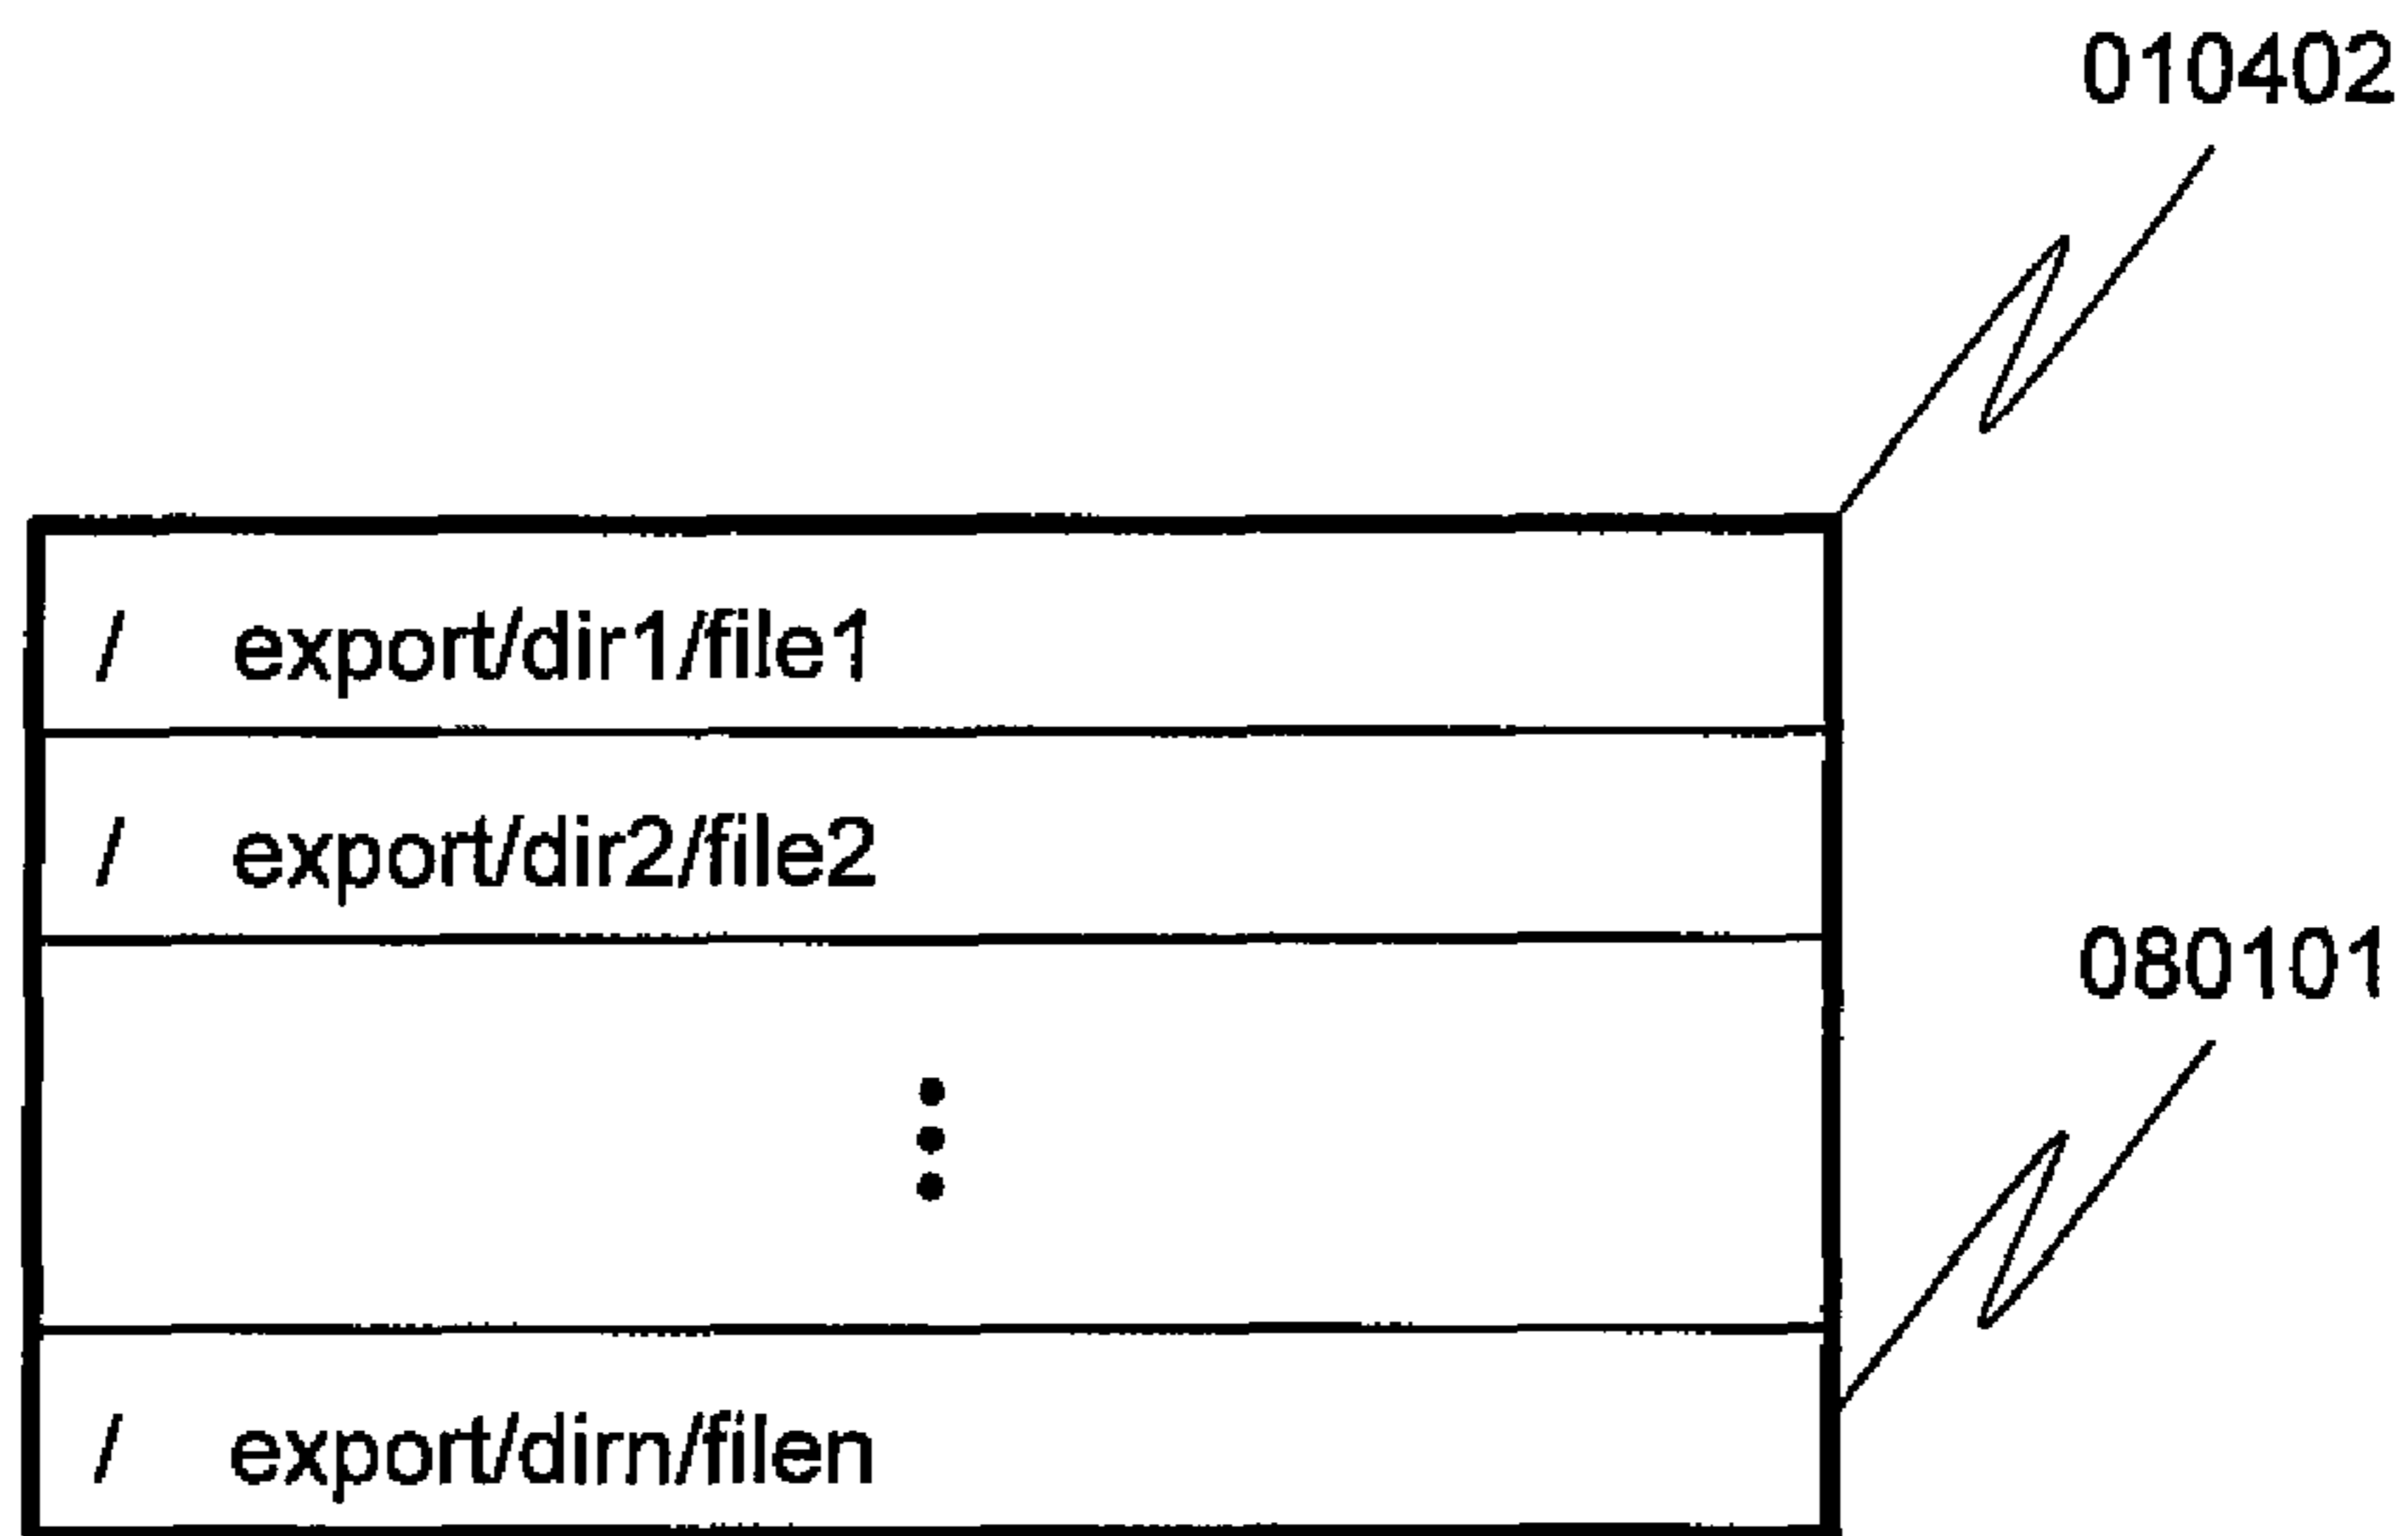 010402
/ export/dir1/file1
/ export/dir2/file2
080101
/ export/dirn/filen